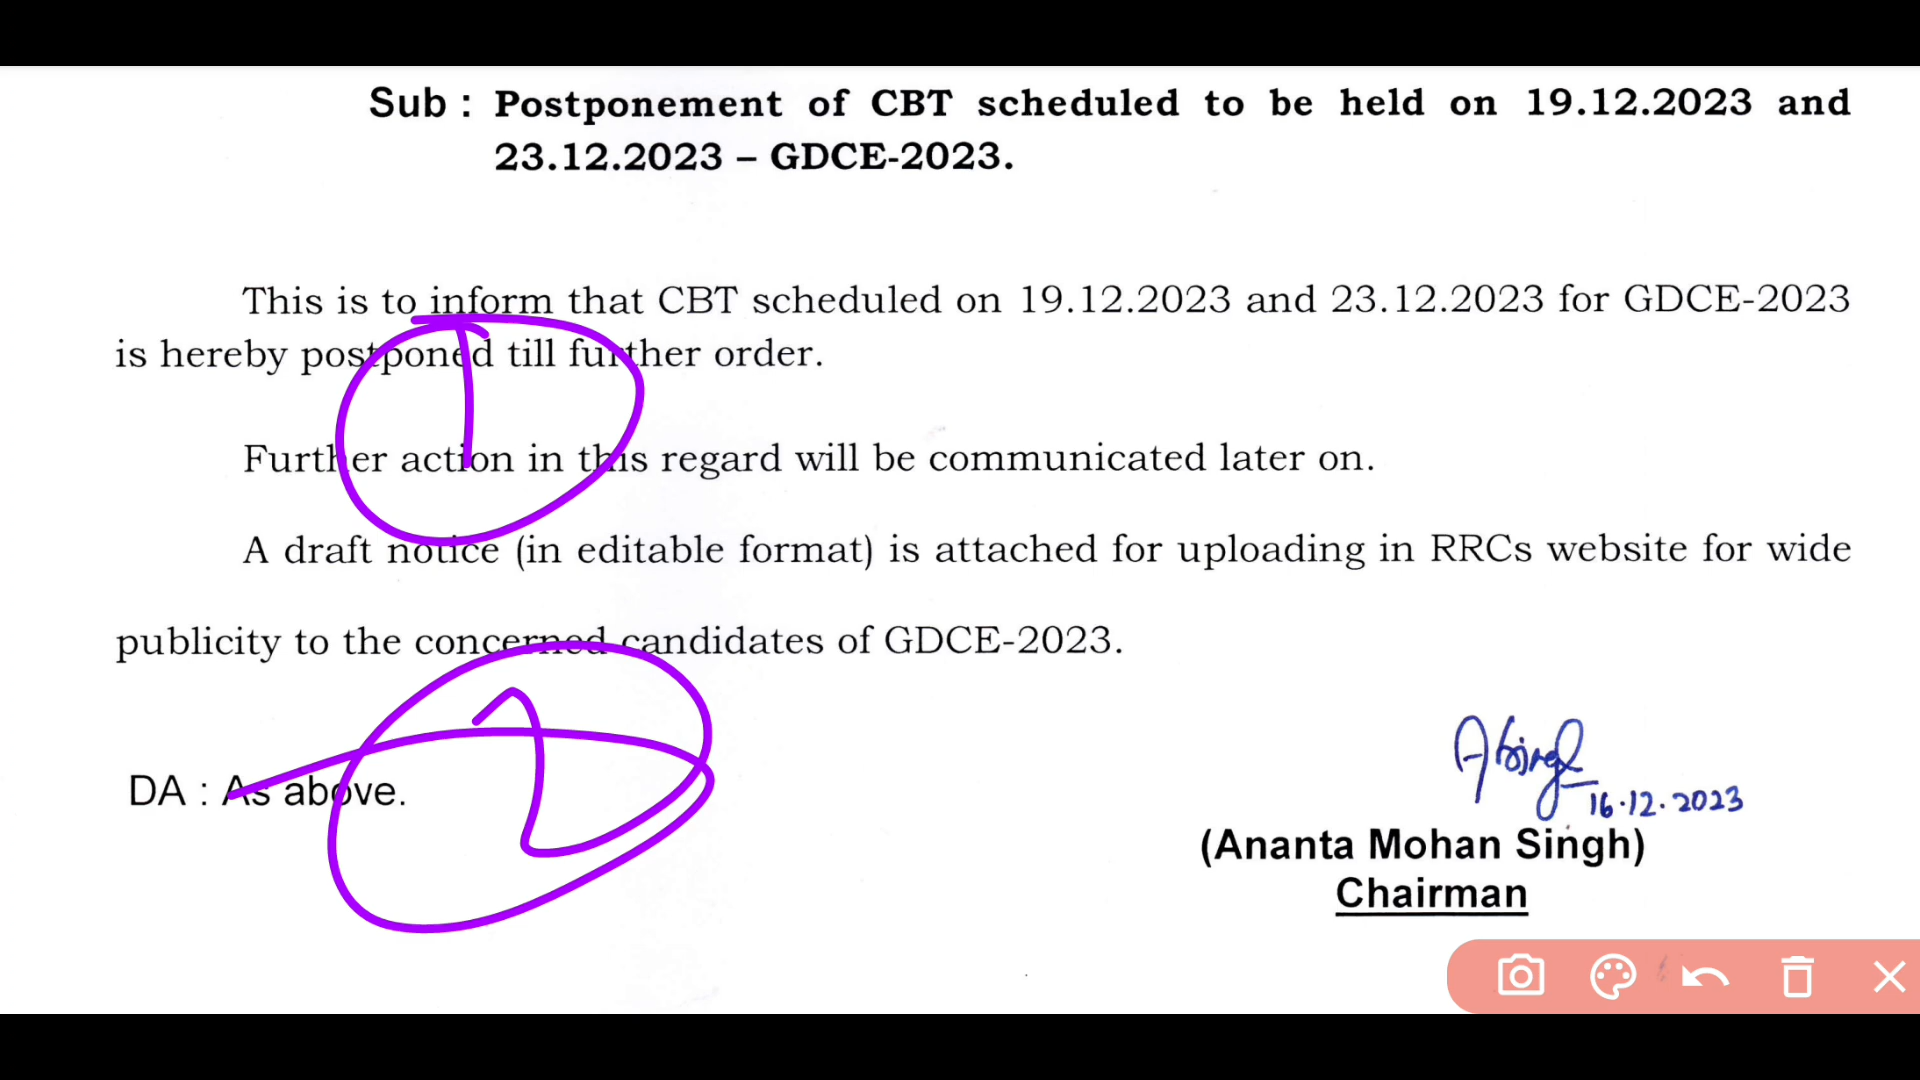 Sub : Postponement of CBT scheduled to be held on 19.12.2023 and
23.12.2023 – GDCE-2023.
This is to inform that CBT scheduled on 19.12.2023 and 23.12.2023 for GDCE-2023
is hereby postponed till further order.
Further action in this regard will be communicated later on.
A draft notice (in editable format) is attached for uploading in RRCs website for wide
publicity to the concerned candidates of GDCE-2023.
1
2
DA : As above.
16.12.2023
(Ananta Mohan Singh)
Chairman